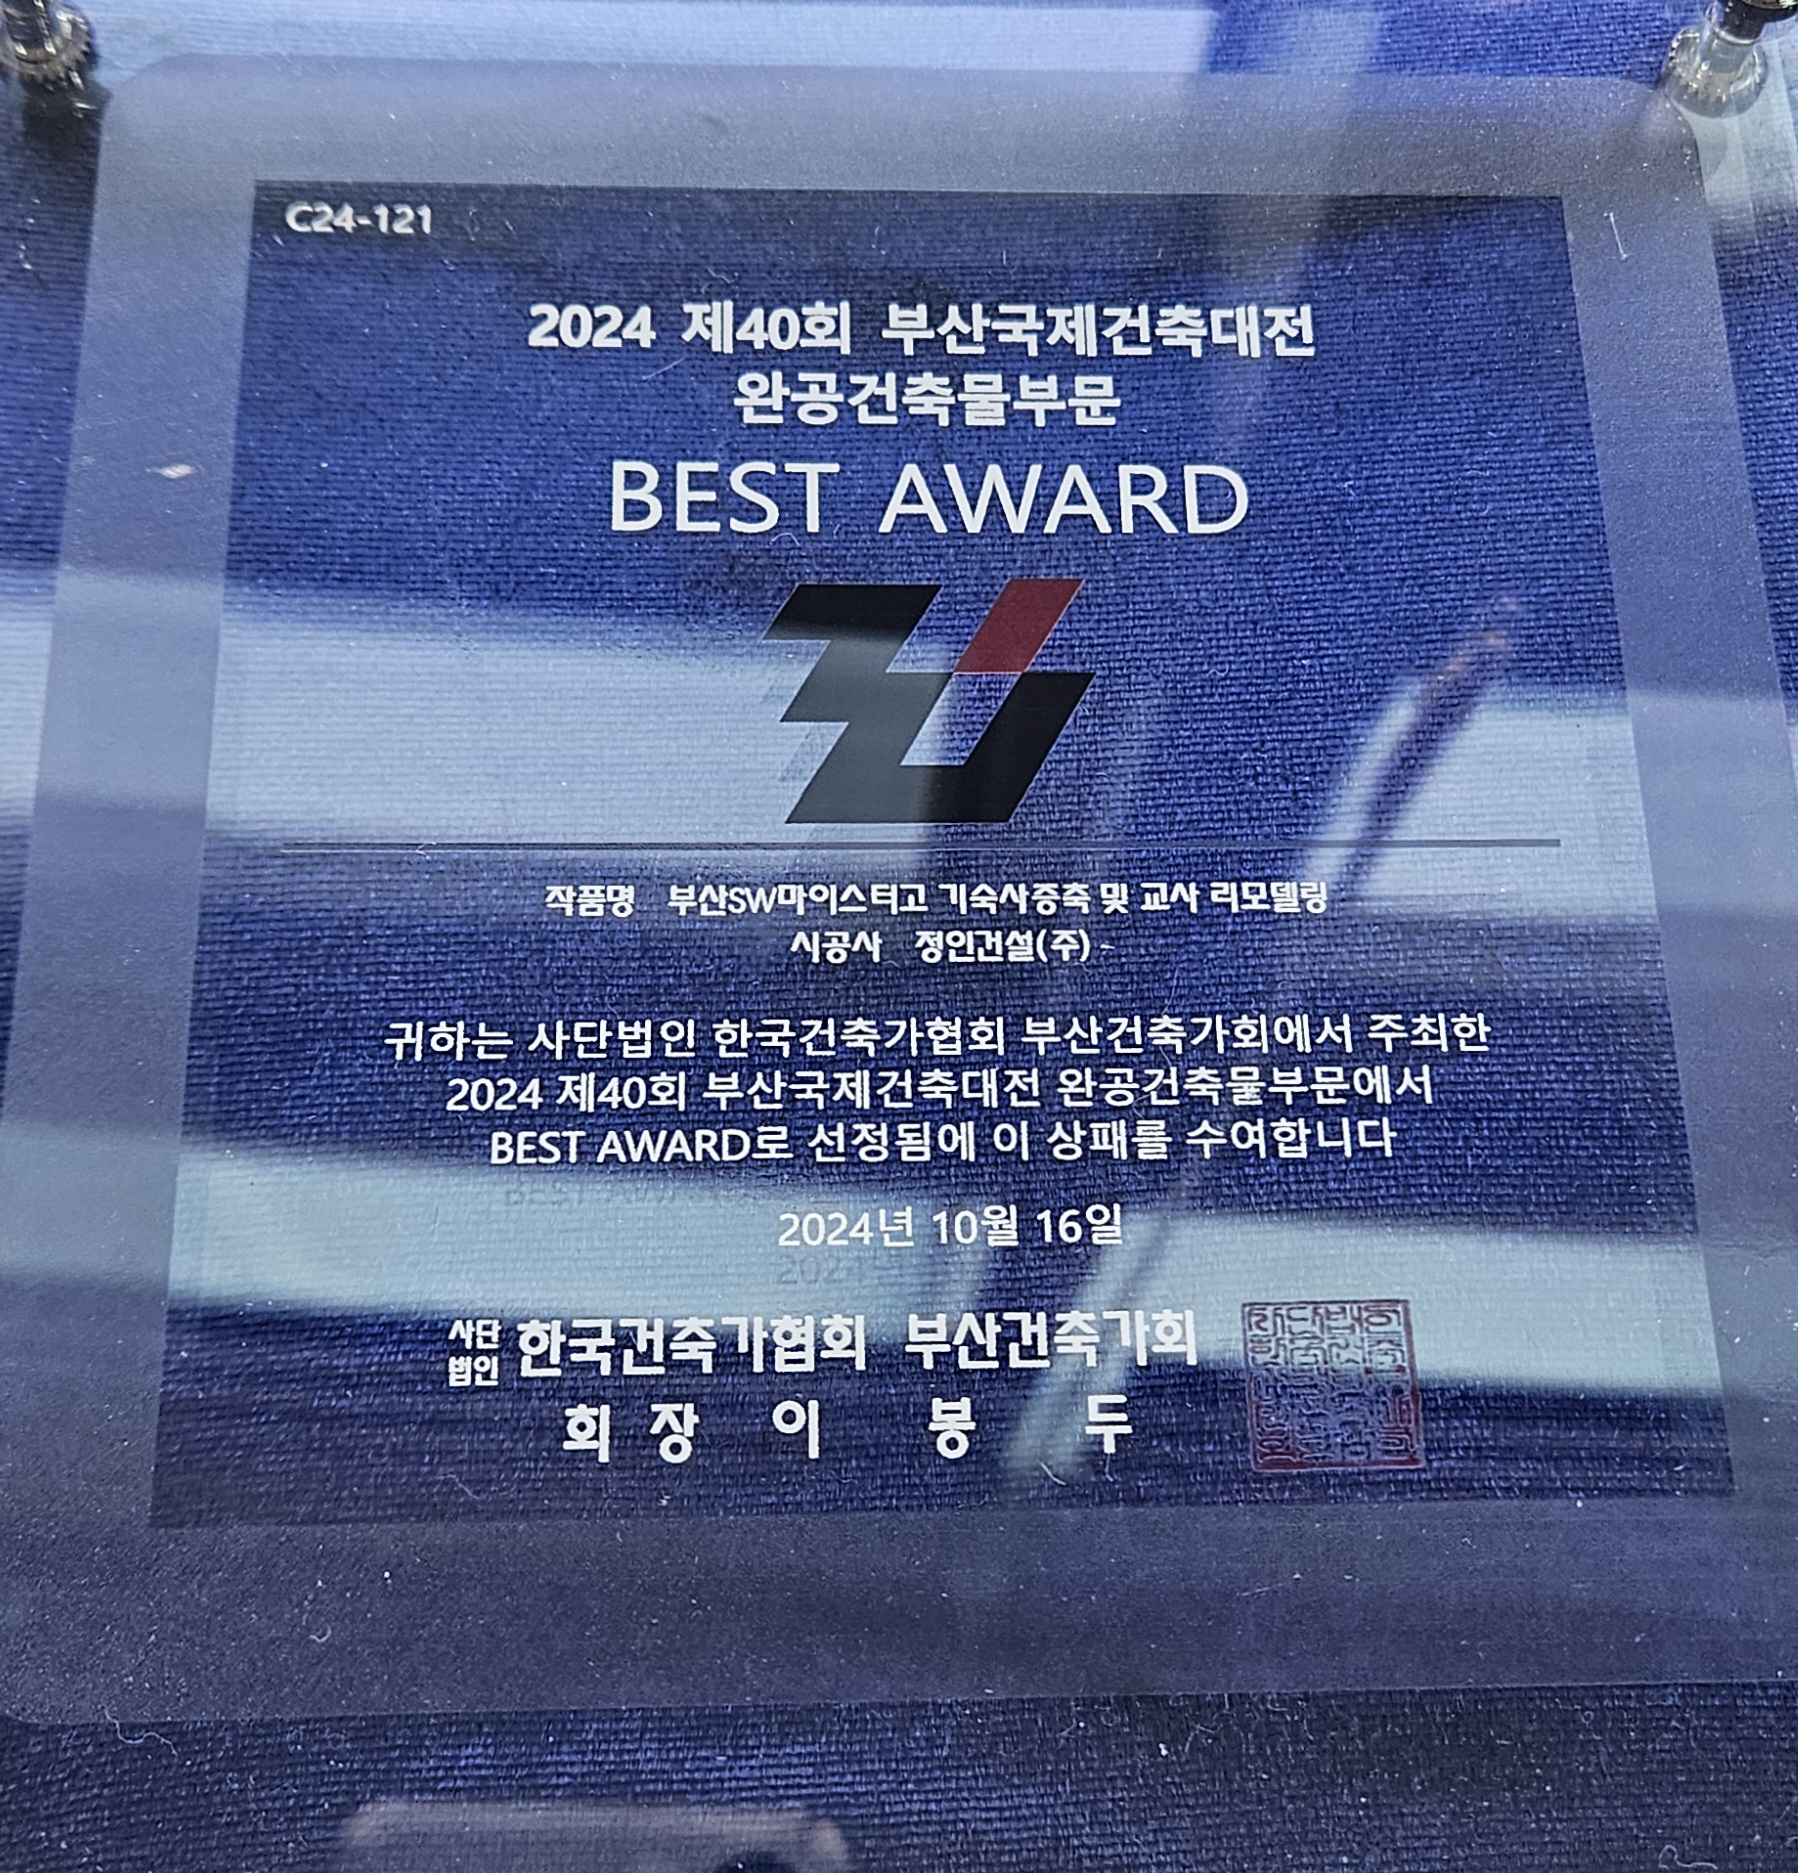 C24-121
2024 제40회 부산국제건축대전
완공건축물부문
BEST AWARD
작품명 부산SW마이스터고 기숙사증축 및 교사 리모델링
시공사 정인건설(주)
귀하는 사단법인 한국건축가협회 부산건축가회에서 주최한
2024 제40회 부산국제건축대전 완공건축물부문에서
BEST AWARD로 선정됨에 이 상패를 수여합니다
2024년 10월 16일
사단법인 한국건축가협회 부산건축가회
회 장 이 봉 두